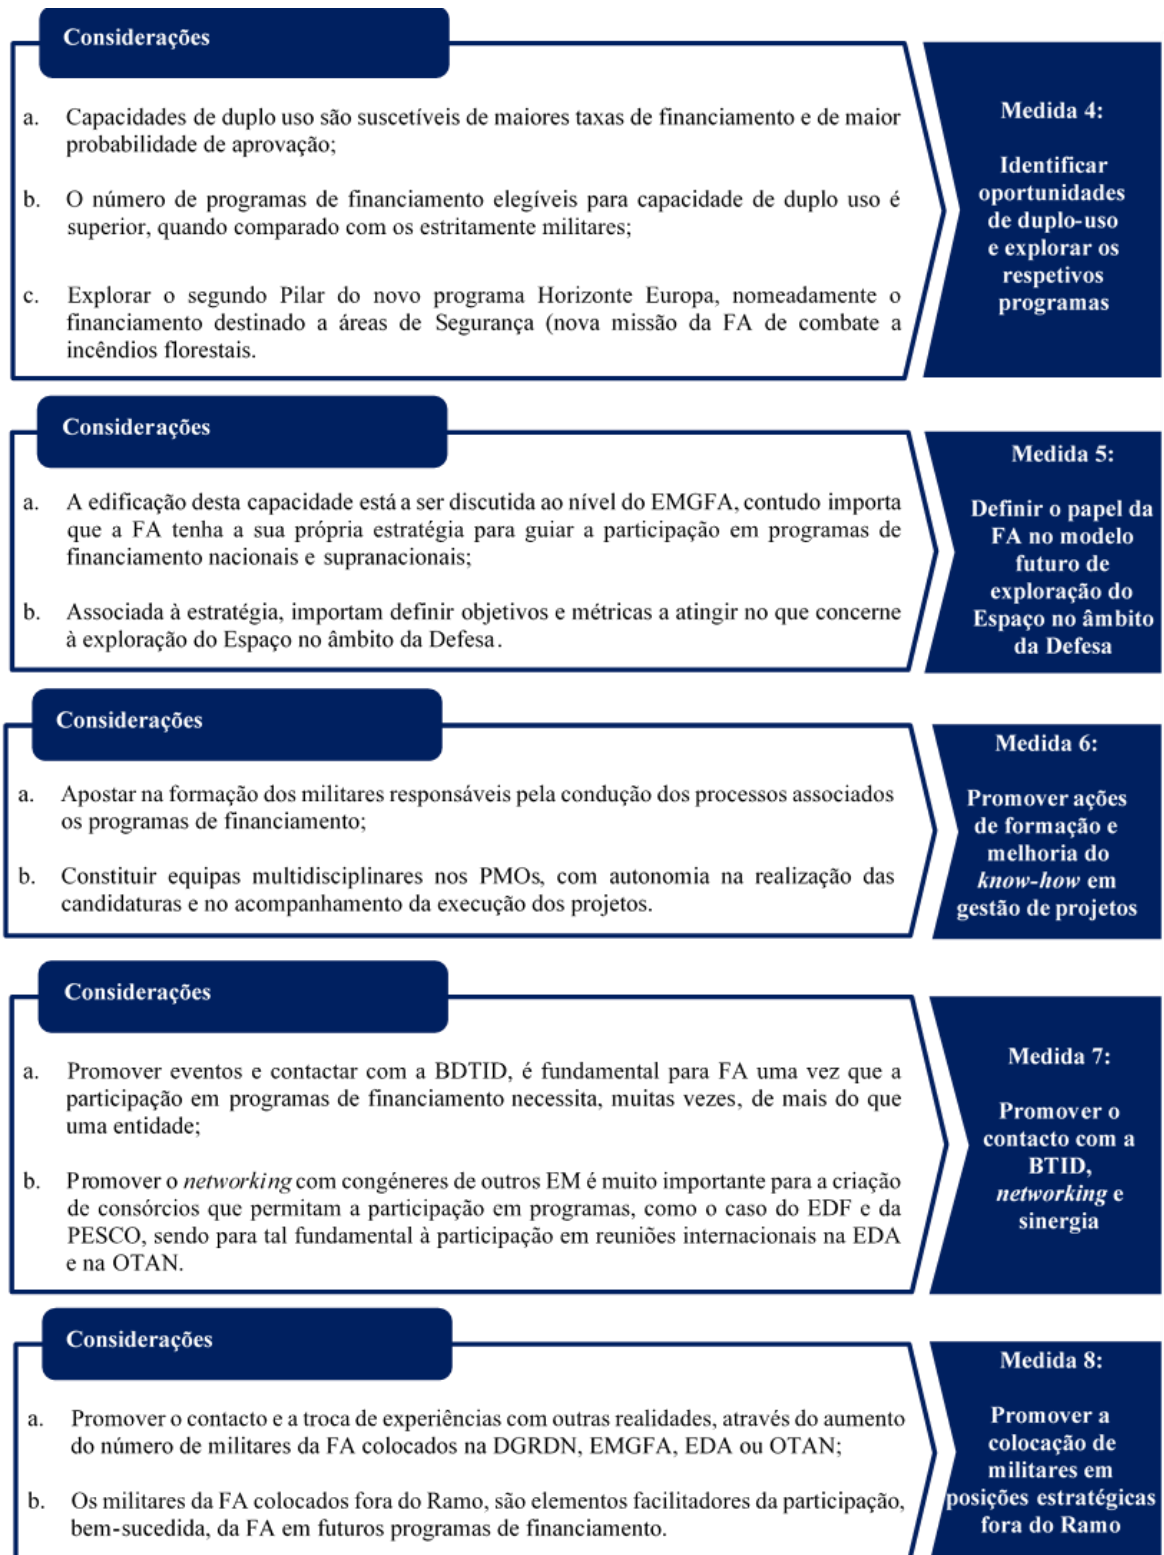 Considerações
a. Capacidades de duplo uso são suscetíveis de maiores taxas de financiamento e de maior
probabilidade de aprovação;
b. O número de programas de financiamento elegíveis para capacidade de duplo uso é
superior, quando comparado com os estritamente militares;
c. Explorar o segundo Pilar do novo programa Horizonte Europa, nomeadamente o
financiamento destinado a áreas de Segurança (nova missão da FA de combate a
incêndios florestais.
Medida 4:
Identificar
oportunidades
de duplo-uso
e explorar os
respetivos
programas
Considerações
a. A edificação desta capacidade está a ser discutida ao nível do EMGFA, contudo importa
que a FA tenha a sua própria estratégia para guiar a participação em programas de
financiamento nacionais e supranacionais;
b. Associada à estratégia, importam definir objetivos e métricas a atingir no que concerne
à exploração do Espaço no âmbito da Defesa.
Medida 5:
Definir o papel da
FA no modelo
futuro de
exploração do
Espaço no âmbito
da Defesa
Considerações
a. Apostar na formação dos militares responsáveis pela condução dos processos associados
os programas de financiamento;
b. Constituir equipas multidisciplinares nos PMOs, com autonomia na realização das
candidaturas e no acompanhamento da execução dos projetos.
Medida 6:
Promover ações
de formação e
melhoria do
know-how em
gestão de projetos
Considerações
a. Promover eventos e contactar com a BDTID, é fundamental para FA uma vez que a
participação em programas de financiamento necessita, muitas vezes, de mais do que
uma entidade;
b. Promover o networking com congéneres de outros EM é muito importante para a criação
de consórcios que permitam a participação em programas, como o caso do EDF e da
PESCO, sendo para tal fundamental à participação em reuniões internacionais na EDA
e na OTAN.
Medida 7:
Promover o
contacto com a
BTID,
networking e
sinergia
Considerações
a. Promover o contacto e a troca de experiências com outras realidades, através do aumento
do número de militares da FA colocados na DGRDN, EMGFA, EDA ou OTAN;
b. Os militares da FA colocados fora do Ramo, são elementos facilitadores da participação,
bem-sucedida, da FA em futuros programas de financiamento.
Medida 8:
Promover a
colocação de
militares em
posições estratégicas
fora do Ramo